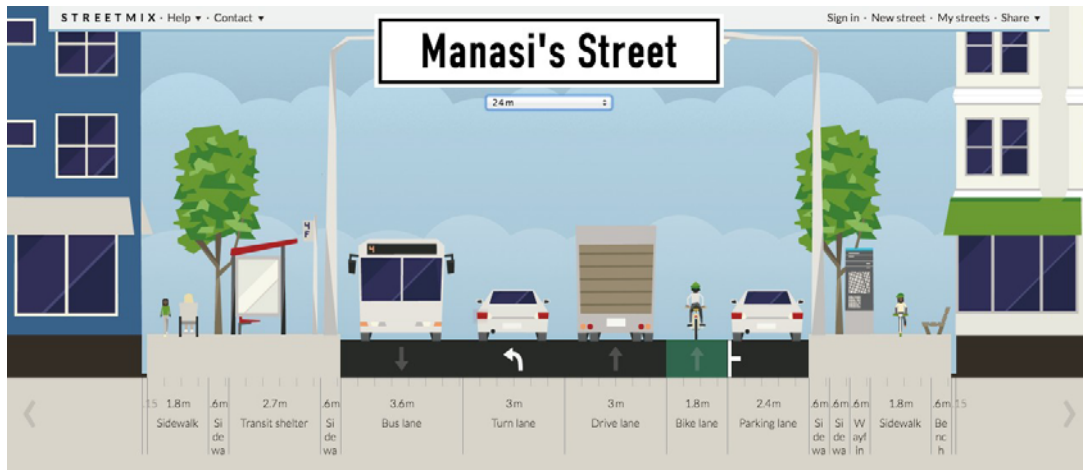 STREETMIX · Help ▾ · Contact ▾
Sign in · New street · My streets · Share ▾
Manasi's Street
24m
4
F
4
.15 1.8m .6m 2.7m .6m 3.6m 3m 3m 1.8m 2.4m .6m .6m .6m 1.8m .6m .15
Sidewalk Si Transit shelter Si Bus lane Turn lane Drive lane Bike lane Parking lane Si Si W Sidewalk Be
de de de de ayf nc
wa wa wa wa in h